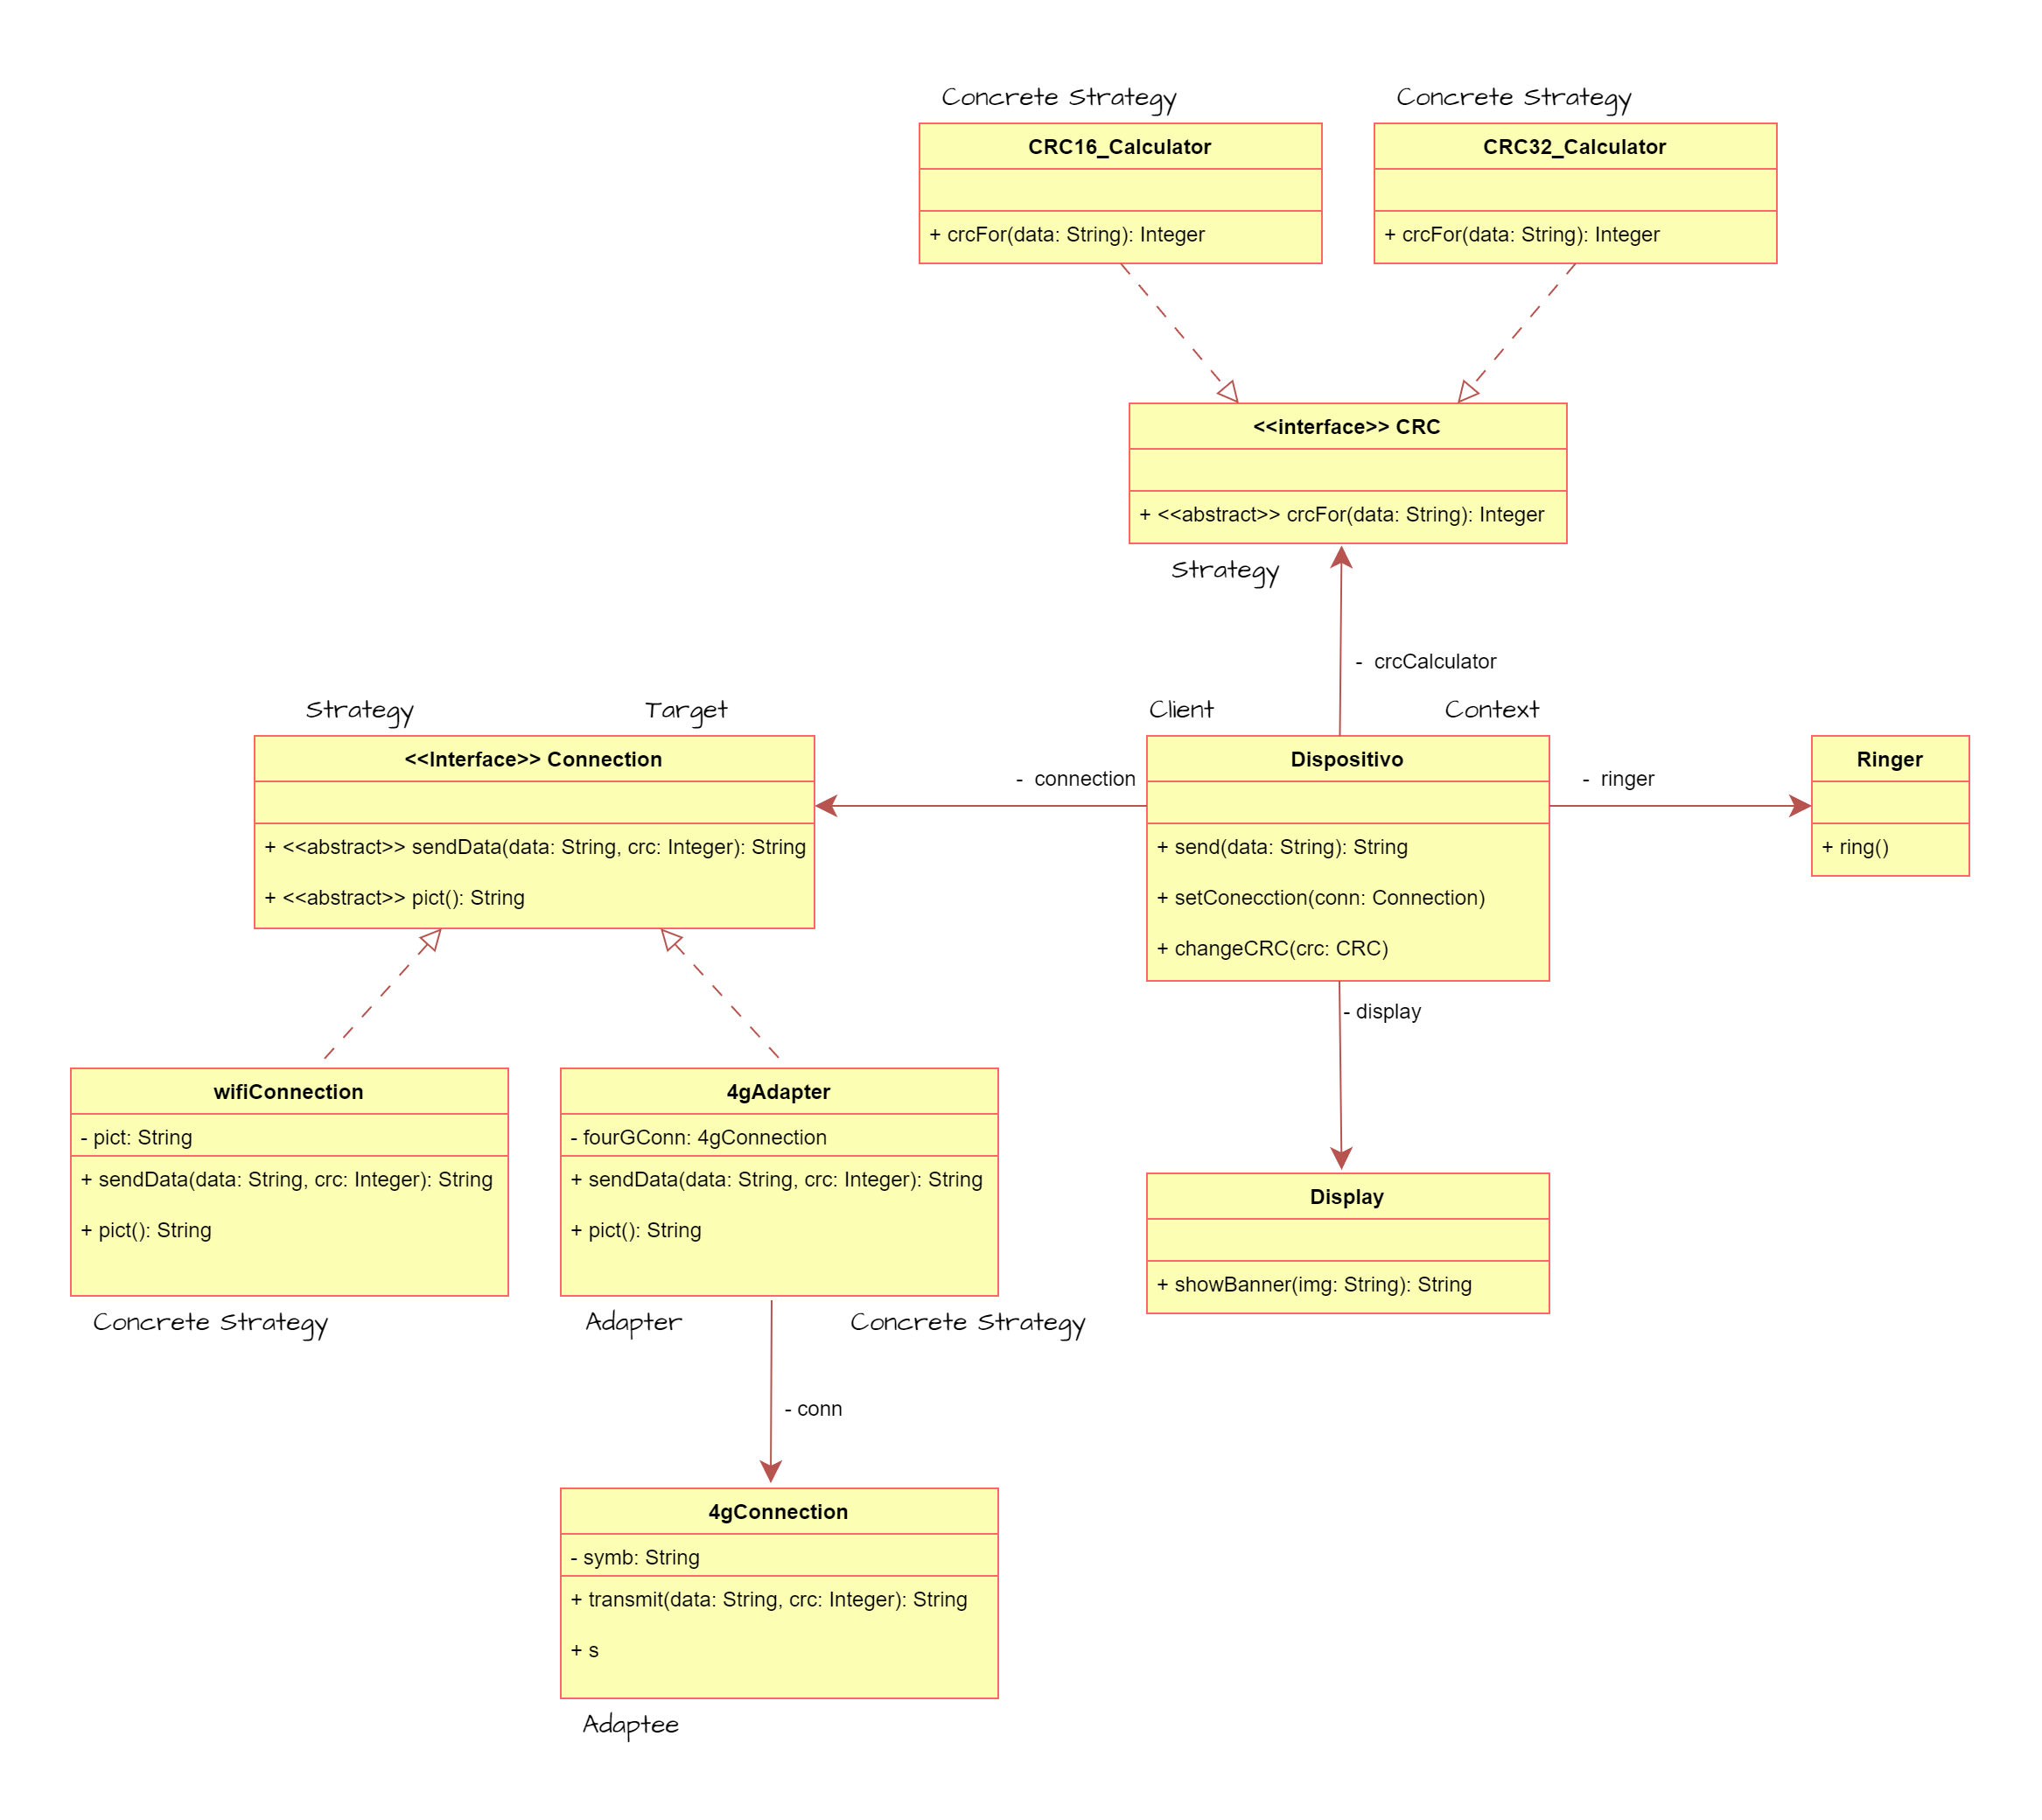 Concrete Strategy
CRC16_Calculator
+ crcFor(data: String): Integer
Concrete Strategy
CRC32_Calculator
+ crcFor(data: String): Integer
<<interface>> CRC
+ <<abstract>> crcFor(data: String): Integer
Strategy
- crcCalculator
Strategy
Target
<<Interface>> Connection
+ <<abstract>> sendData(data: String, crc: Integer): String
+ <<abstract>> pict(): String
- connection
Client
Context
Dispositivo
+ send(data: String): String
+ setConecction(conn: Connection)
+ changeCRC(crc: CRC)
- ringer
Ringer
+ ring()
- display
wifiConnection
- pict: String
+ sendData(data: String, crc: Integer): String
+ pict(): String
Concrete Strategy
4gAdapter
- fourGConn: 4gConnection
+ sendData(data: String, crc: Integer): String
+ pict(): String
Adapter
Concrete Strategy
Display
+ showBanner(img: String): String
- conn
4gConnection
- symb: String
+ transmit(data: String, crc: Integer): String
+ s
Adaptee